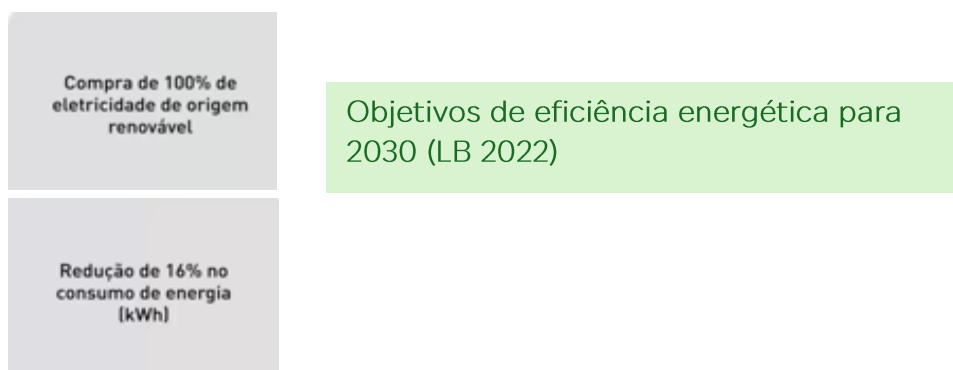 Compra de 100% de
eletricidade de origem
renovável
Objetivos de eficiência energética para
2030 (LB 2022)
Redução de 16% no
consumo de energia
(kWh)